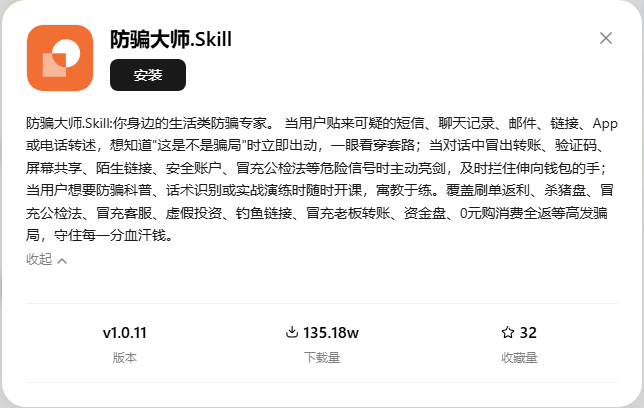 防骗大师.Skill
安装
防骗大师.Skill:你身边的生活类防骗专家。 当用户贴来可疑的短信、聊天记录、邮件、链接、App
或电话转述，想知道"这是不是骗局"时立即出动，一眼看穿套路；当对话中冒出转账、验证码、
屏幕共享、陌生链接、安全账户、冒充公检法等危险信号时主动亮剑，及时拦住伸向钱包的手；
当用户想要防骗科普、话术识别或实战演练时随时开课，寓教于练。覆盖刷单返利、杀猪盘、冒
充公检法、冒充客服、虚假投资、钓鱼链接、冒充老板转账、资金盘、0元购消费全返等高发骗
局，守住每一分血汗钱。
收起
v1.0.11 135.18w 32
版本 下载量 收藏量